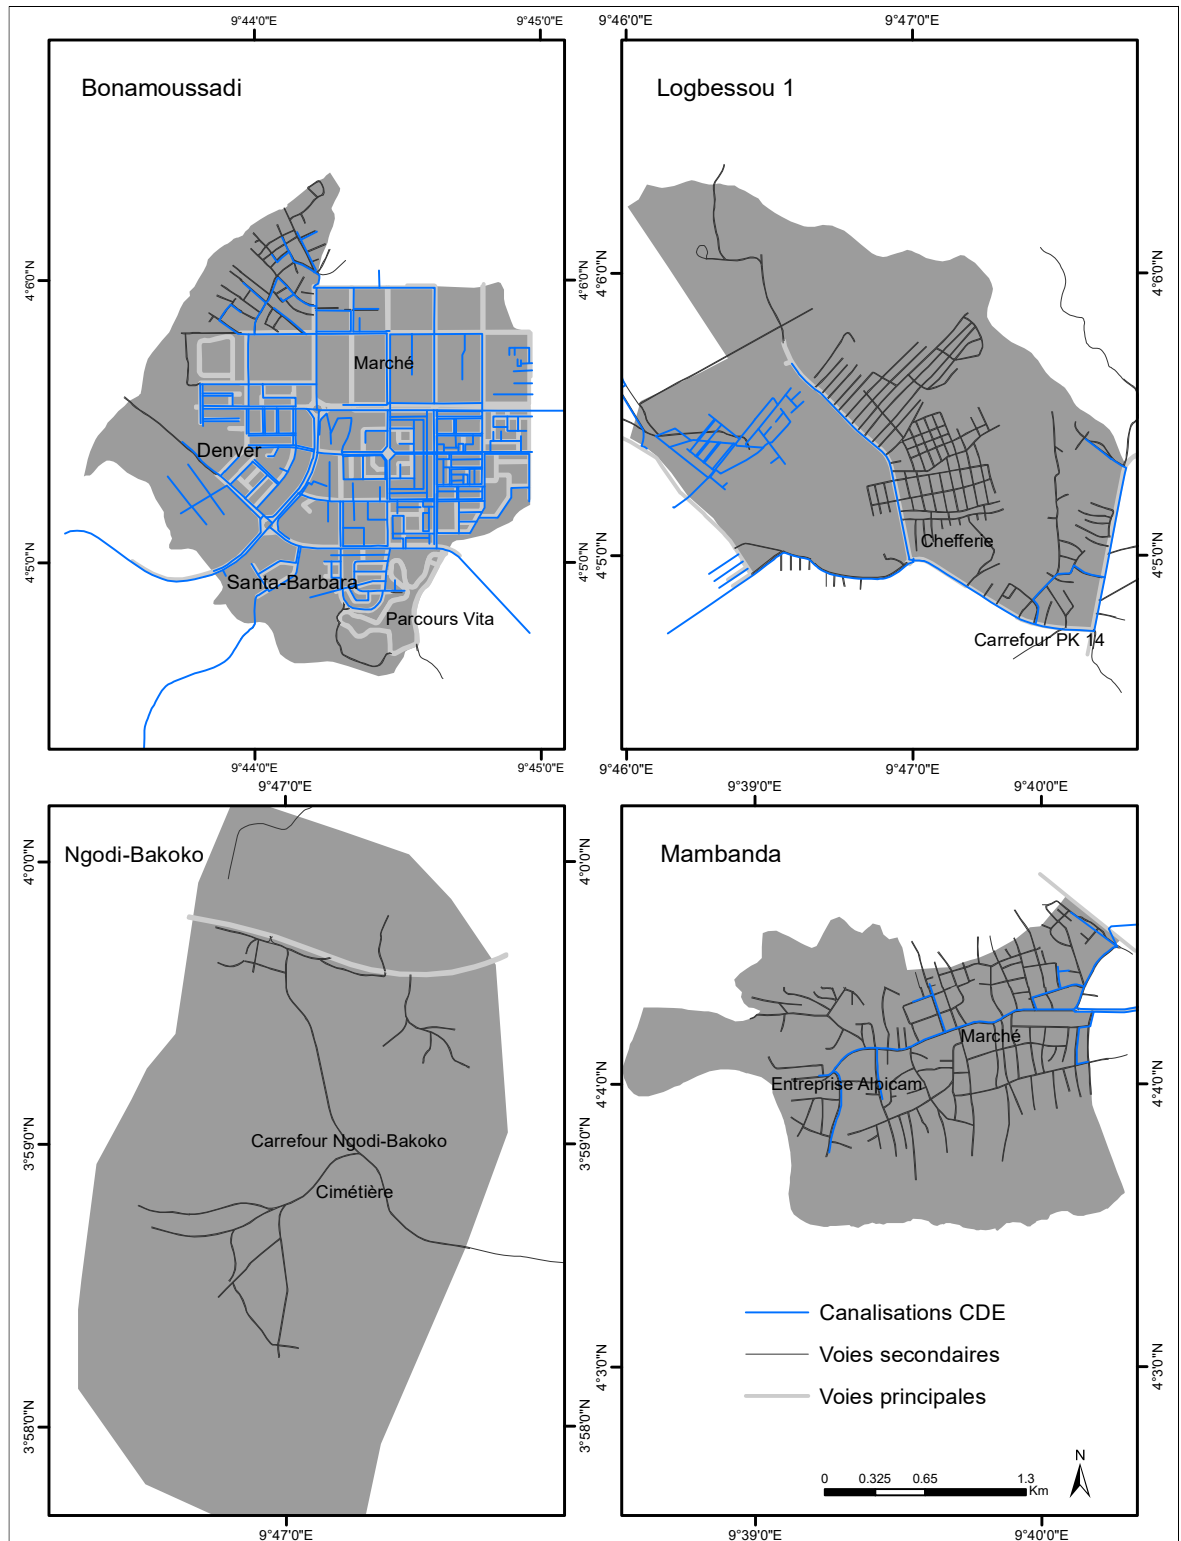 9°44'0"E
9°45'0"E
9°46'0"E
9°47'0"E
Bonamoussadi
Logbessou 1
4°6'0"N
4°6'0"N
4°6'0"N
Marché
Denver
4°5'0"N
4°5'0"N
4°5'0"N
Chefferie
Santa-Barbara
Parcours Vita
Carrefour PK 14
9°44'0"E
9°45'0"E
9°46'0"E
9°47'0"E
9°47'0"E
9°39'0"E
9°40'0"E
Ngodi-Bakoko
Mambanda
4°0'0"N
4°0'0"N
Marché
Entreprise Alpicam
4°4'0"N
4°4'0"N
3°59'0"N
3°59'0"N
Carrefour Ngodi-Bakoko
Cimétière
Canalisations CDE
Voies secondaires
Voies principales
4°3'0"N
4°3'0"N
3°58'0"N
3°58'0"N
N
0 0.325 0.65 1.3
Km
9°47'0"E
9°39'0"E
9°40'0"E